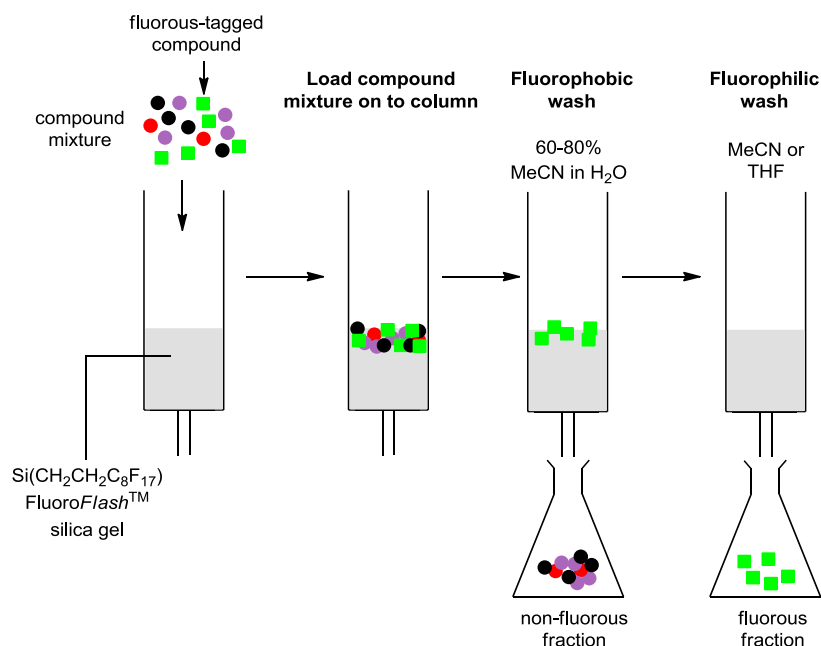 fluorous-tagged
compound
compound
mixture
Load compound
mixture on to column
Fluorophobic
wash
60-80%
MeCN in H₂O
Fluorophilic
wash
MeCN or
THF
Si(CH₂CH₂C₈F₁₇)
FluoroFlash™
silica gel
non-fluorous
fraction
fluorous
fraction